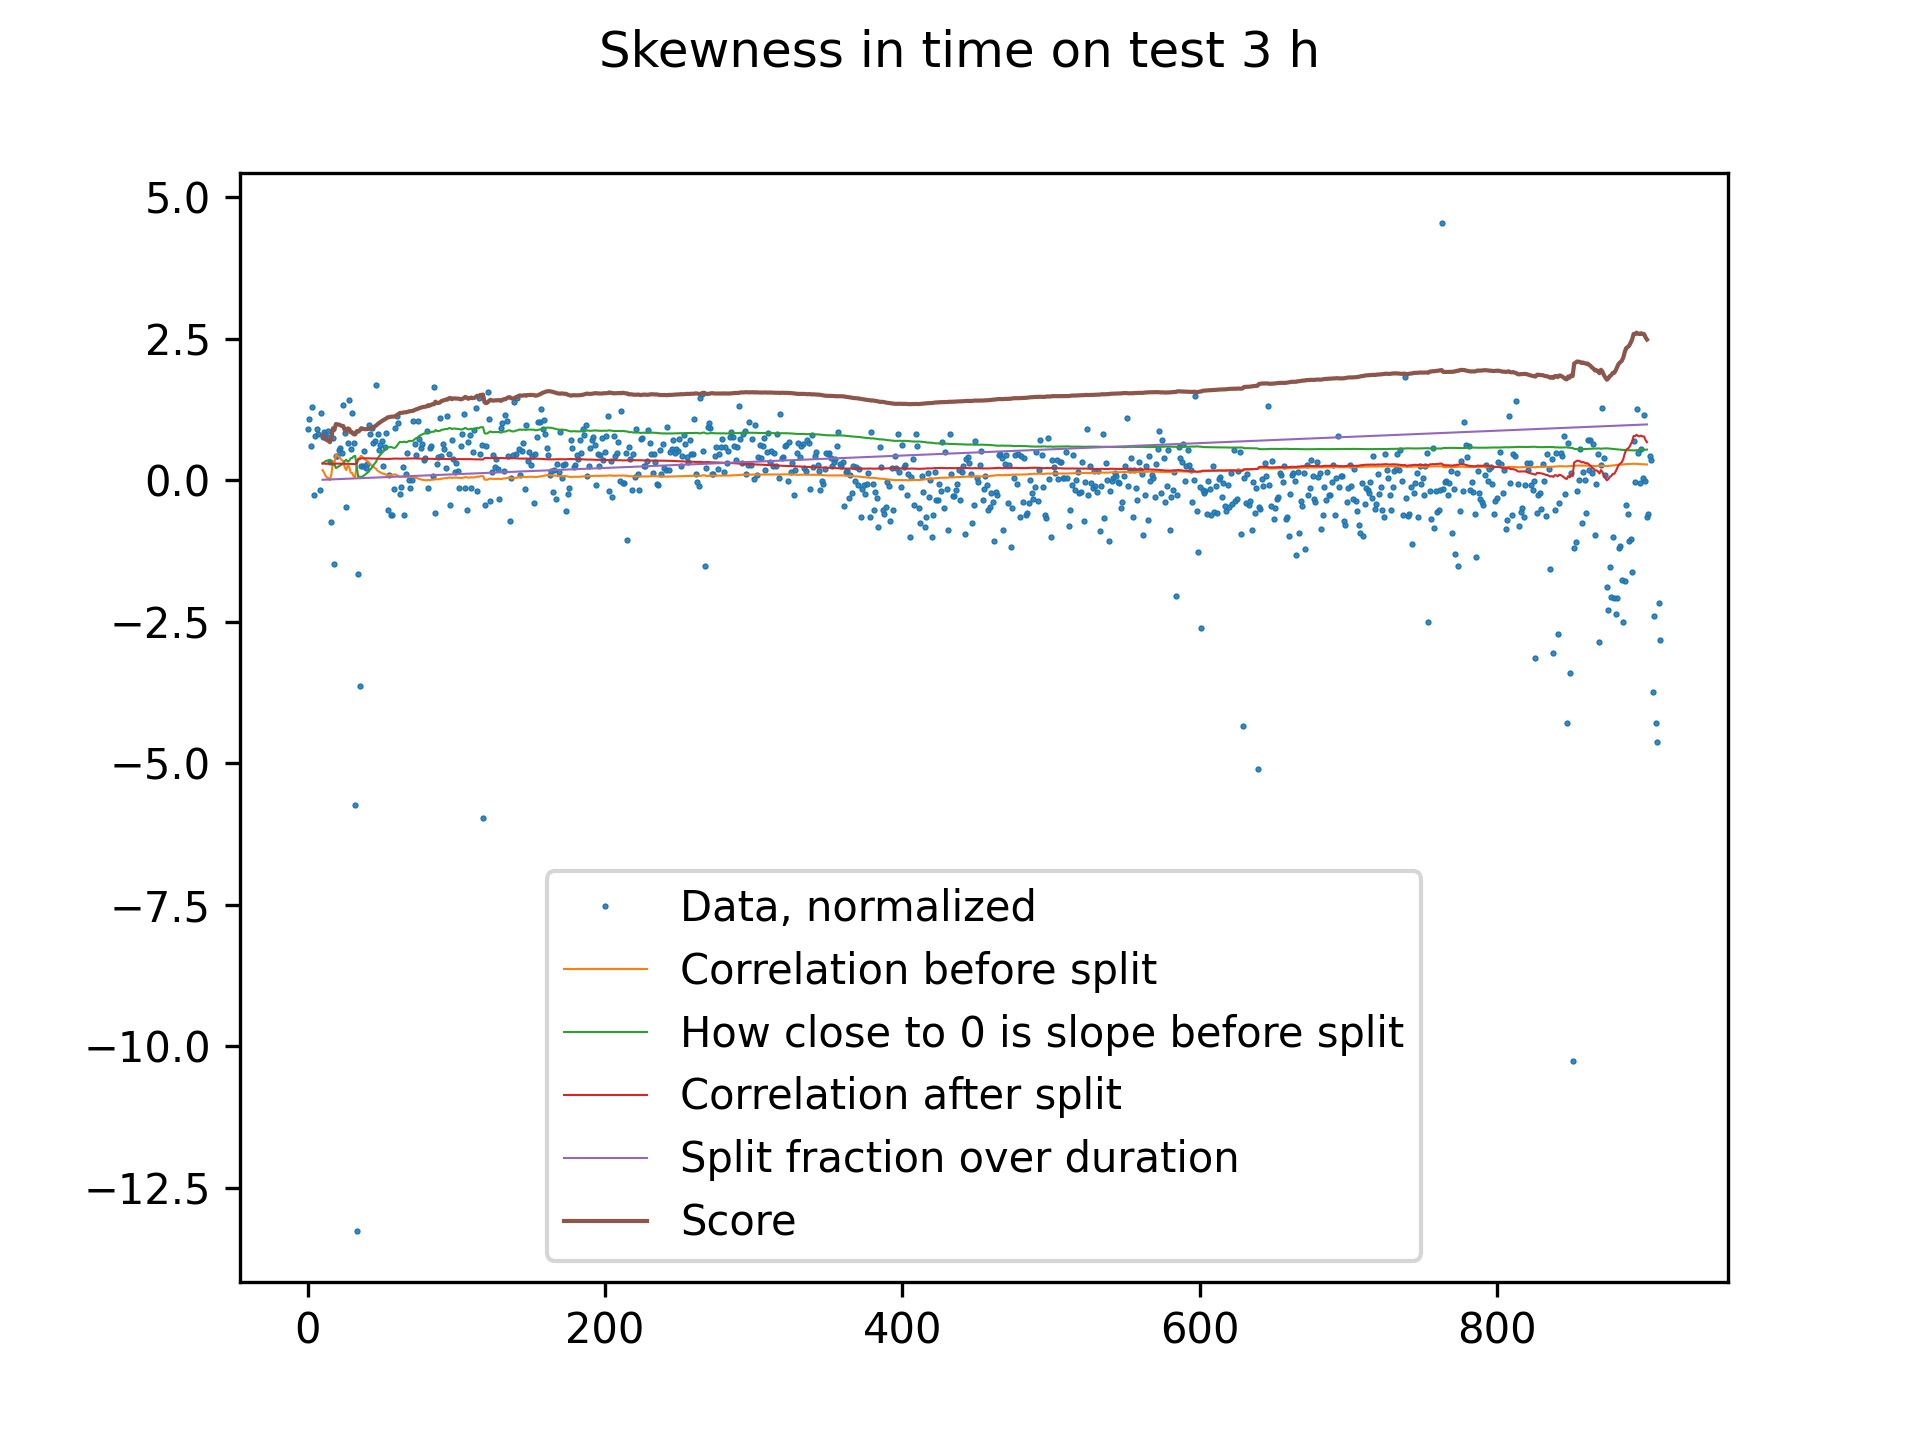 Skewness in time on test 3 h
5.0
2.5
0.0
−2.5
−5.0
−7.5
−10.0
−12.5
Data, normalized
Correlation before split
How close to 0 is slope before split
Correlation after split
Split fraction over duration
Score
0 200 400 600 800